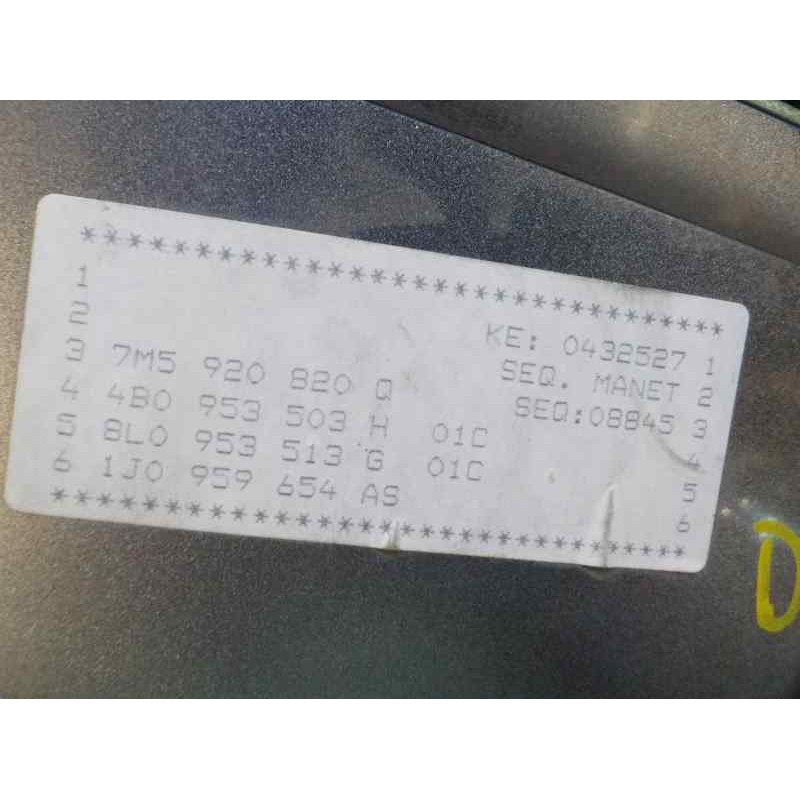 ******************************
1 KE: 0432527 1
2 SEQ. MANET 2
3 7M5 920 820 Q SEQ:08845 3
4 4B0 953 503 H 01C 4
5 8L0 953 513 G 01C 5
6 1J0 959 654 AS 6
******************************
D